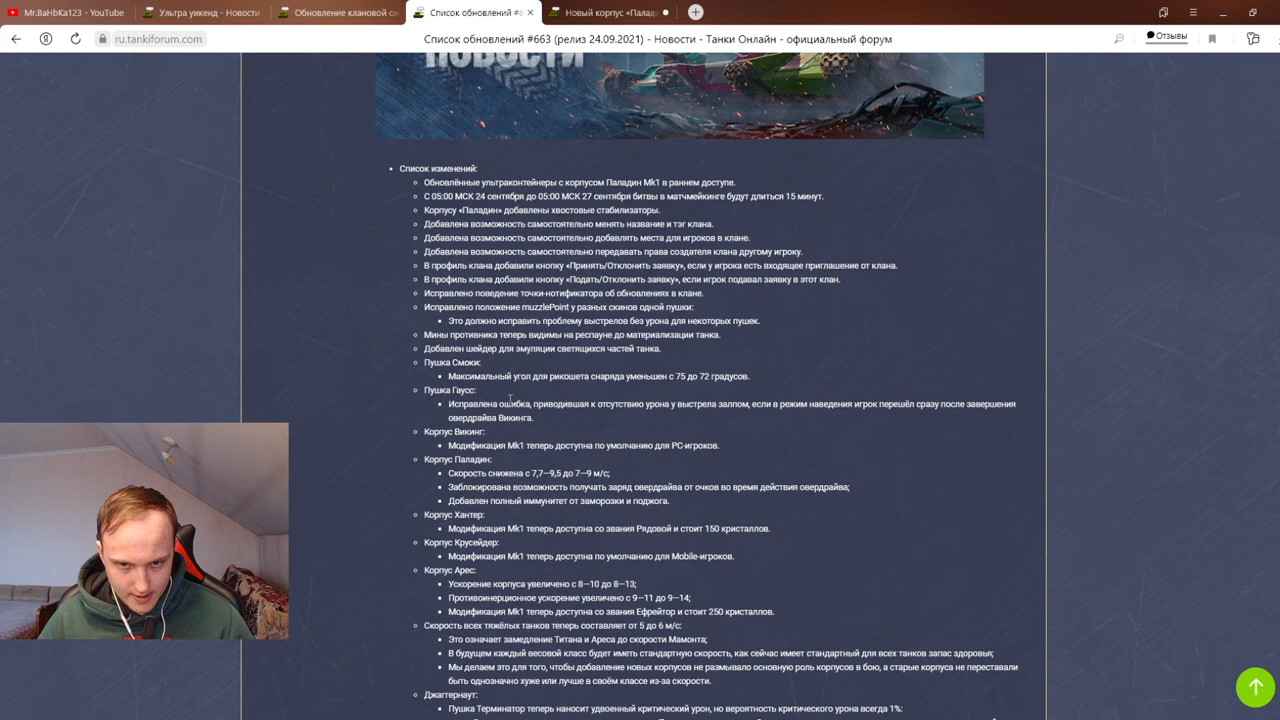 Mr.BaHbKa123 – YouTube
Ультра уикенд - Новости
Обновление клановой си
Список обновлений #6
Новый корпус «Палад
ru.tankiforum.com
Список обновлений #663 (релиз 24.09.2021) - Новости - Танки Онлайн - официальный форум
Отзывы
НОВОСТИ
Список изменений:
Обновлённые ультраконтейнеры с корпусом Паладин Mk1 в раннем доступе.
С 05:00 МСК 24 сентября до 05:00 МСК 27 сентября битвы в матчмейкинге будут длиться 15 минут.
Корпусу «Паладин» добавлены хвостовые стабилизаторы.
Добавлена возможность самостоятельно менять название и тэг клана.
Добавлена возможность самостоятельно добавлять места для игроков в клане.
Добавлена возможность самостоятельно передавать права создателя клана другому игроку.
В профиль клана добавили кнопку «Принять/Отклонить заявку», если у игрока есть входящее приглашение от клана.
В профиль клана добавили кнопку «Подать/Отклонить заявку», если игрок подавал заявку в этот клан.
Исправлено поведение точки-нотификатора об обновлениях в клане.
Исправлено положение muzzlePoint у разных скинов одной пушки:
Это должно исправить проблему выстрелов без урона для некоторых пушек.
Мины противника теперь видимы на респауне до материализации танка.
Добавлен шейдер для эмуляции светящихся частей танка.
Пушка Смоки:
Максимальный угол для рикошета снаряда уменьшен с 75 до 72 градусов.
Пушка Гаусс:
Исправлена ошибка, приводившая к отсутствию урона у выстрела залпом, если в режим наведения игрок перешёл сразу после завершения
овердрайва Викинга.
Корпус Викинг:
Модификация Mk1 теперь доступна по умолчанию для PC-игроков.
Корпус Паладин:
Скорость снижена с 7,7—9,5 до 7—9 м/с;
Заблокирована возможность получать заряд овердрайва от очков во время действия овердрайва;
Добавлен полный иммунитет от заморозки и поджога.
Корпус Хантер:
Модификация Mk1 теперь доступна со звания Рядовой и стоит 150 кристаллов.
Корпус Крусейдер:
Модификация Mk1 теперь доступна по умолчанию для Mobile-игроков.
Корпус Арес:
Ускорение корпуса увеличено с 8—10 до 8—13;
Противоинерционное ускорение увеличено с 9—11 до 9—14;
Модификация Mk1 теперь доступна со звания Ефрейтор и стоит 250 кристаллов.
Скорость всех тяжёлых танков теперь составляет от 5 до 6 м/с:
Это означает замедление Титана и Ареса до скорости Мамонта;
В будущем каждый весовой класс будет иметь стандартную скорость, как сейчас имеет стандартный для всех танков запас здоровья;
Мы делаем это для того, чтобы добавление новых корпусов не размывало основную роль корпусов в бою, а старые корпуса не переставали
быть однозначно хуже или лучше в своём классе из-за скорости.
Джаггернаут:
Пушка Терминатор теперь наносит удвоенный критический урон, но вероятность критического урона всегда 1%: